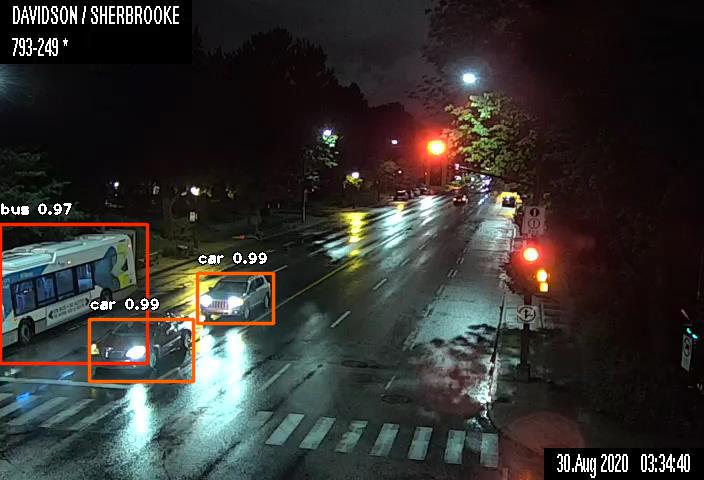 DAVIDSON / SHERBROOKE
793-249 *
bus 0.97
car 0.99
car 0.99
30.Aug 2020 03:34:40